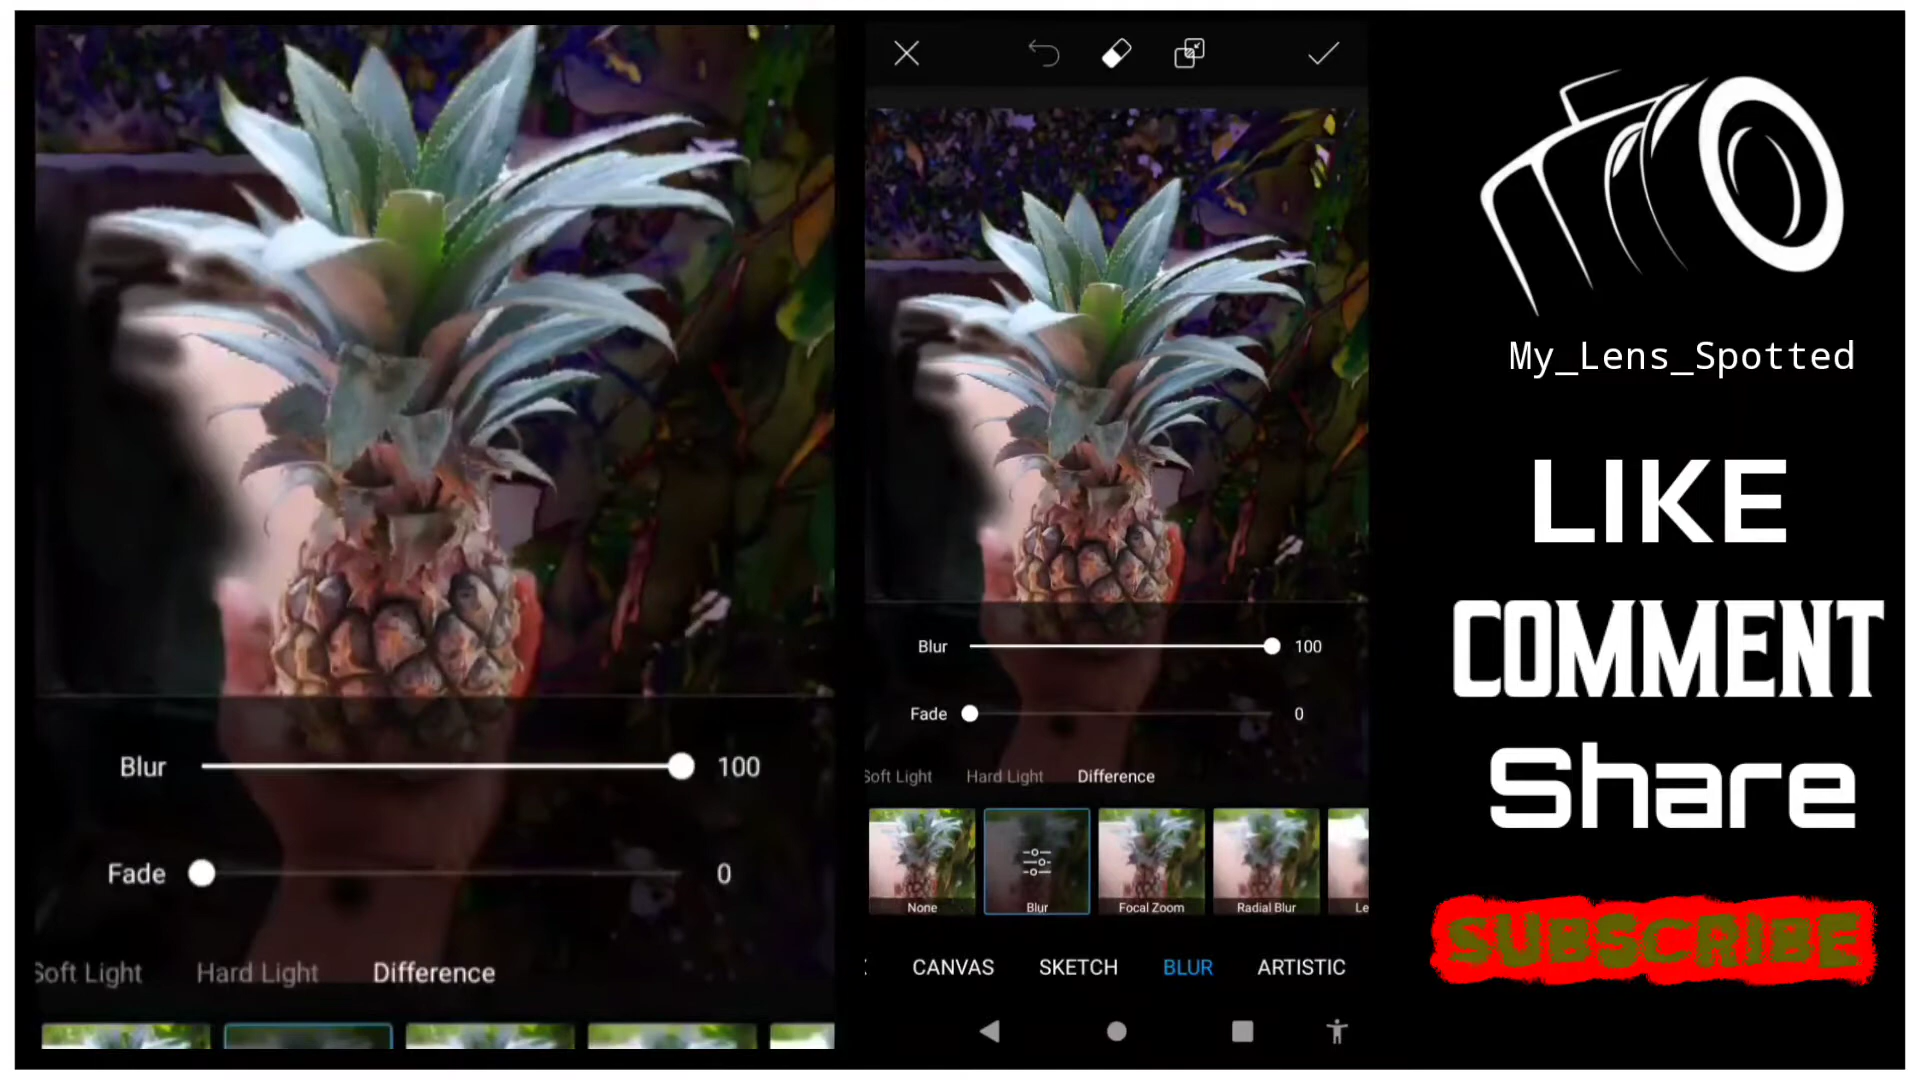 Blur 100
Fade 0
Soft Light Hard Light Difference
Blur 100
Fade 0
Soft Light Hard Light Difference
None Blur Focal Zoom Radial Blur Le
CANVAS SKETCH BLUR ARTISTIC
My_Lens_Spotted
LIKE
COMMENT
Share
SUBSCRIBE